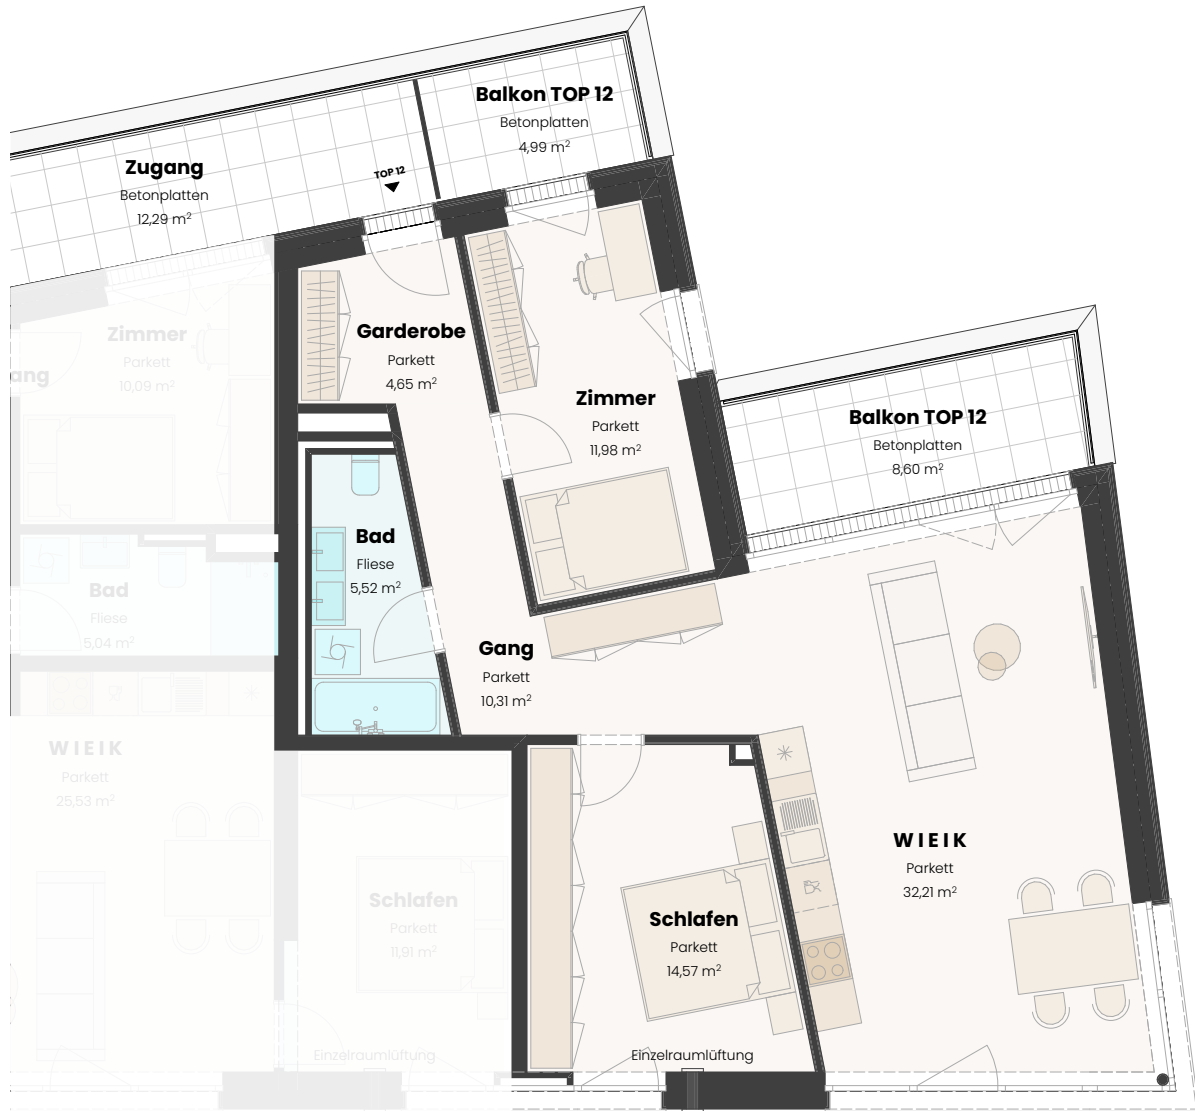 Balkon TOP 12
Betonplatten
4,99 m²
Zugang
Betonplatten
12,29 m²
TOP 12
Zimmer
Parkett
10,09 m²
ang
Garderobe
Parkett
4,65 m²
Zimmer
Parkett
11,98 m²
Balkon TOP 12
Betonplatten
8,60 m²
Bad
Fliese
5,52 m²
Bad
Fliese
5,04 m²
Gang
Parkett
10,31 m²
WIEIK
Parkett
25,53 m²
WIEIK
Parkett
32,21 m²
Schlafen
Parkett
11,91 m²
Schlafen
Parkett
14,57 m²
Einzelraumlüftung
Einzelraumlüftung